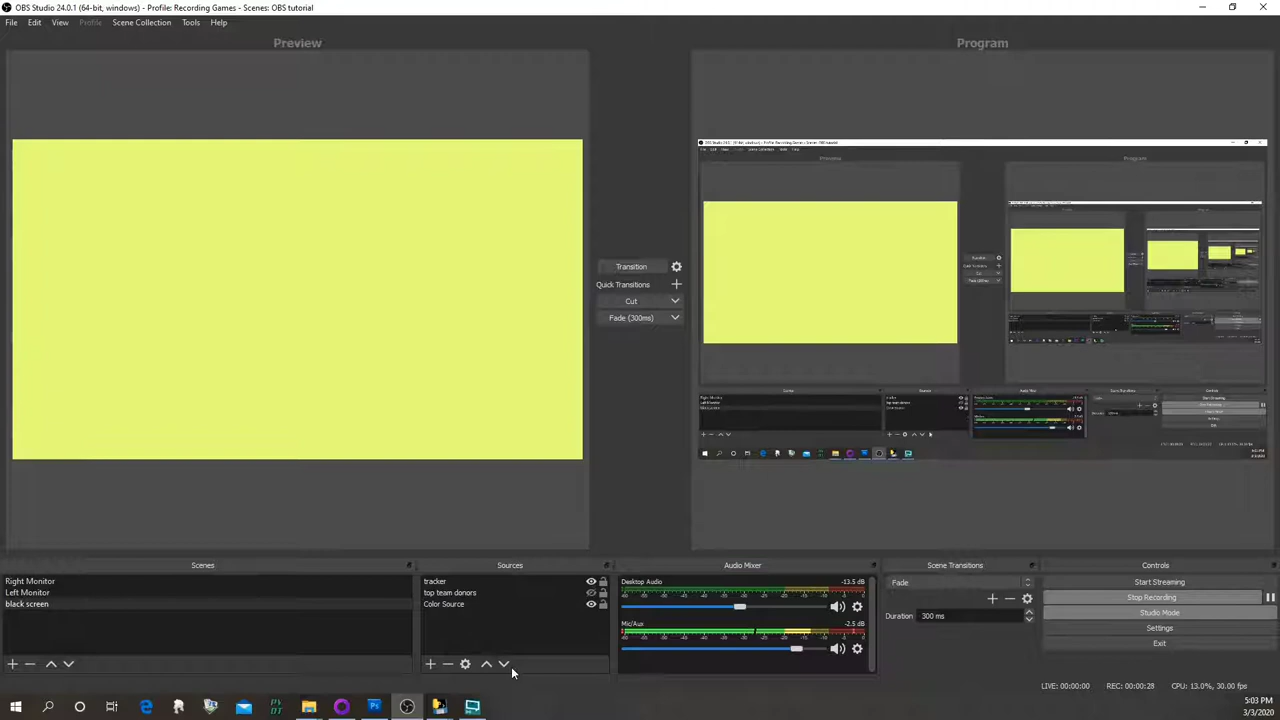 OBS Studio 24.0.1 (64-bit, windows) - Profile: Recording Games - Scenes: OBS tutorial
File Edit View Profile Scene Collection Tools Help
Preview
Program
Transition
Quick Transitions
Cut
Fade (300ms)
Scenes
Right Monitor
Left Monitor
black screen
Sources
tracker
top team donors
Color Source
Audio Mixer
Desktop Audio -13.5 dB
Mic/Aux -2.5 dB
Scene Transitions
Fade
Duration 300 ms
Controls
Start Streaming
Stop Recording
Studio Mode
Settings
Exit
LIVE: 00:00:00 REC: 00:00:28 CPU: 13.0%, 30.00 fps
5:03 PM
3/3/2020